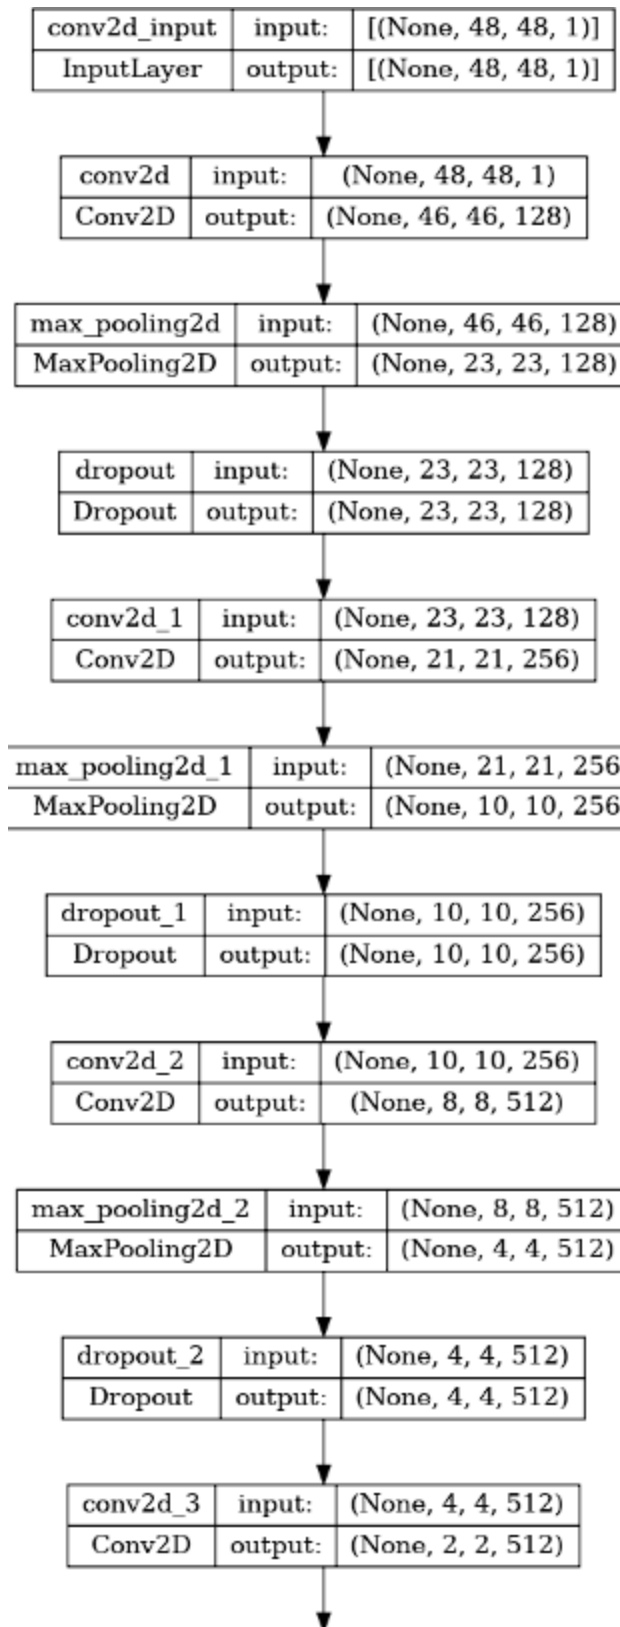 conv2d_input input: [(None, 48, 48, 1)]
InputLayer output: [(None, 48, 48, 1)]
conv2d input: (None, 48, 48, 1)
Conv2D output: (None, 46, 46, 128)
max_pooling2d input: (None, 46, 46, 128)
MaxPooling2D output: (None, 23, 23, 128)
dropout input: (None, 23, 23, 128)
Dropout output: (None, 23, 23, 128)
conv2d_1 input: (None, 23, 23, 128)
Conv2D output: (None, 21, 21, 256)
max_pooling2d_1 input: (None, 21, 21, 256
MaxPooling2D output: (None, 10, 10, 256
dropout_1 input: (None, 10, 10, 256)
Dropout output: (None, 10, 10, 256)
conv2d_2 input: (None, 10, 10, 256)
Conv2D output: (None, 8, 8, 512)
max_pooling2d_2 input: (None, 8, 8, 512)
MaxPooling2D output: (None, 4, 4, 512)
dropout_2 input: (None, 4, 4, 512)
Dropout output: (None, 4, 4, 512)
conv2d_3 input: (None, 4, 4, 512)
Conv2D output: (None, 2, 2, 512)